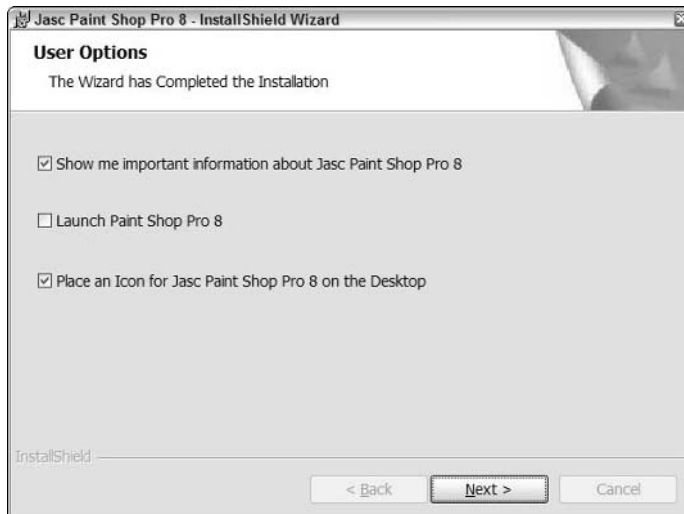 Jasc Paint Shop Pro 8 - InstallShield Wizard
User Options
The Wizard has Completed the Installation
Show me important information about Jasc Paint Shop Pro 8
Launch Paint Shop Pro 8
Place an Icon for Jasc Paint Shop Pro 8 on the Desktop
InstallShield
< Back
Next >
Cancel